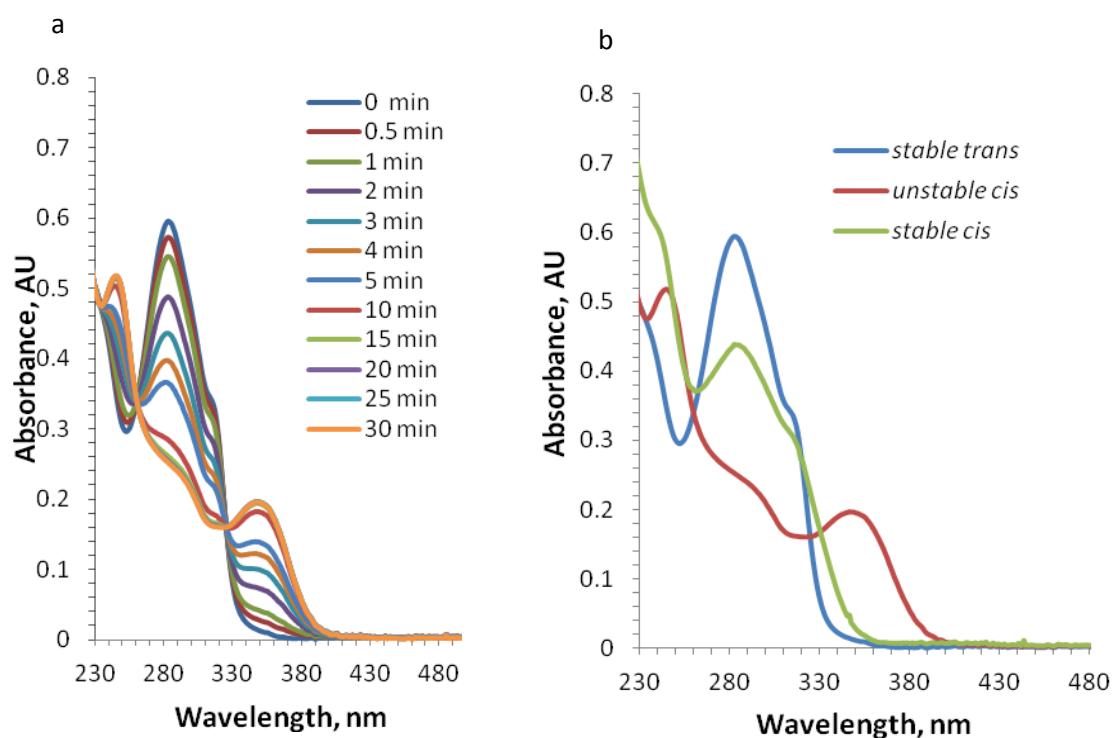 a
0.8
0.7
0.6
0.5
0.4
0.3
0.2
0.1
0
Absorbance, AU
230 280 330 380 430 480
Wavelength, nm
0 min
0.5 min
1 min
2 min
3 min
4 min
5 min
10 min
15 min
20 min
25 min
30 min
b
0.8
0.7
0.6
0.5
0.4
0.3
0.2
0.1
0
Absorbance, AU
230 280 330 380 430 480
Wavelength, nm
stable trans
unstable cis
stable cis